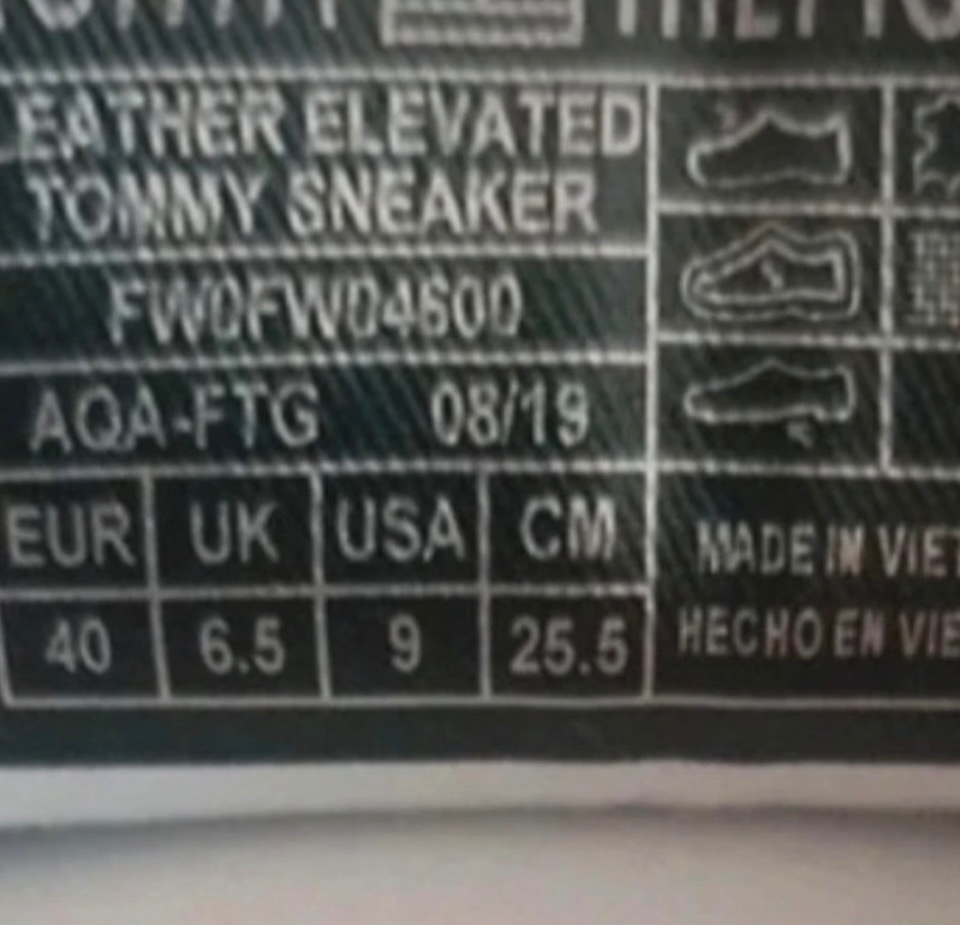 EATHER ELEVATED
TOMMY SNEAKER
FW0FW04600
AQA-FTG 08/19
EUR UK USA CM
40 6.5 9 25.5
MADE IN VIET
HECHO EN VIE